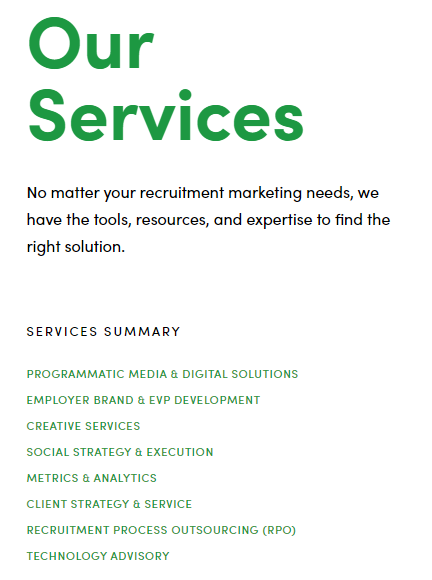 Our
Services
No matter your recruitment marketing needs, we
have the tools, resources, and expertise to find the
right solution.
SERVICES SUMMARY
PROGRAMMATIC MEDIA & DIGITAL SOLUTIONS
EMPLOYER BRAND & EVP DEVELOPMENT
CREATIVE SERVICES
SOCIAL STRATEGY & EXECUTION
METRICS & ANALYTICS
CLIENT STRATEGY & SERVICE
RECRUITMENT PROCESS OUTSOURCING (RPO)
TECHNOLOGY ADVISORY